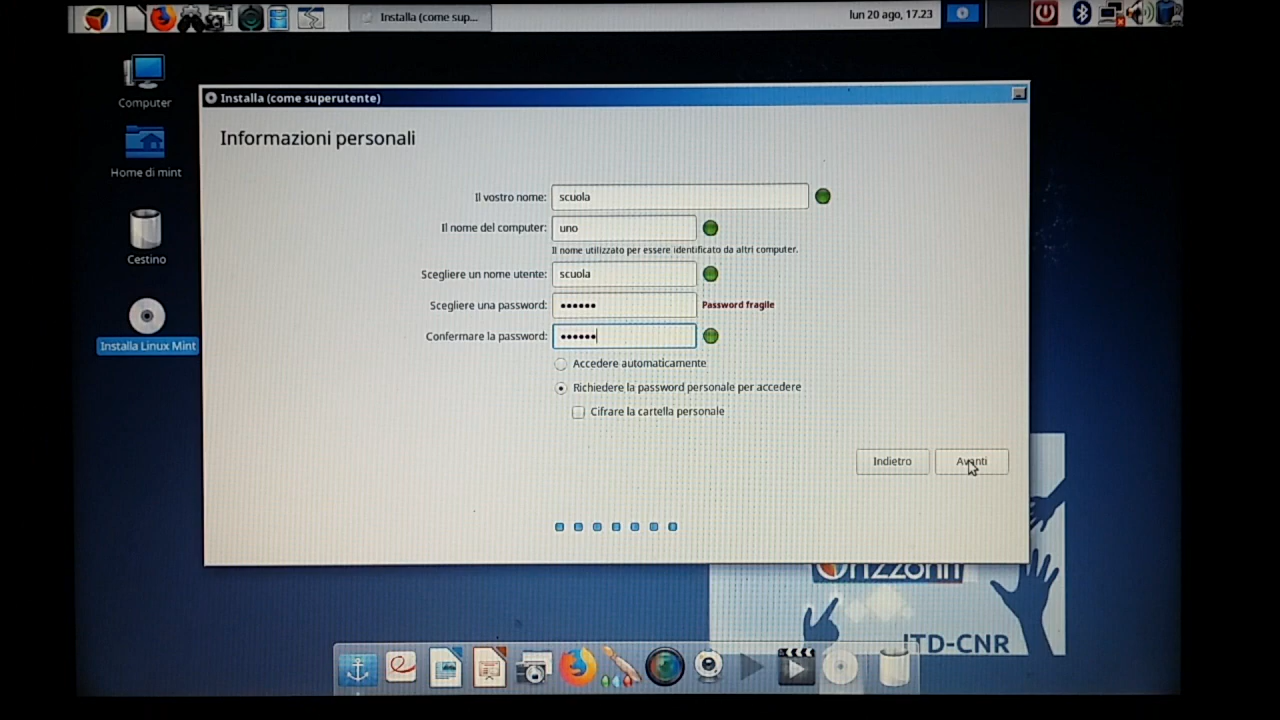 Installa (come sup...
lun 20 ago, 17.23
Computer
Home di mint
Cestino
Installa Linux Mint
Installa (come superutente)
Informazioni personali
Il vostro nome: scuola
Il nome del computer: uno
Il nome utilizzato per essere identificato da altri computer.
Scegliere un nome utente: scuola
Scegliere una password: •••••• Password fragile
Confermare la password: ••••••
Accedere automaticamente
Richiedere la password personale per accedere
Cifrare la cartella personale
Indietro Avanti
ITD-CNR